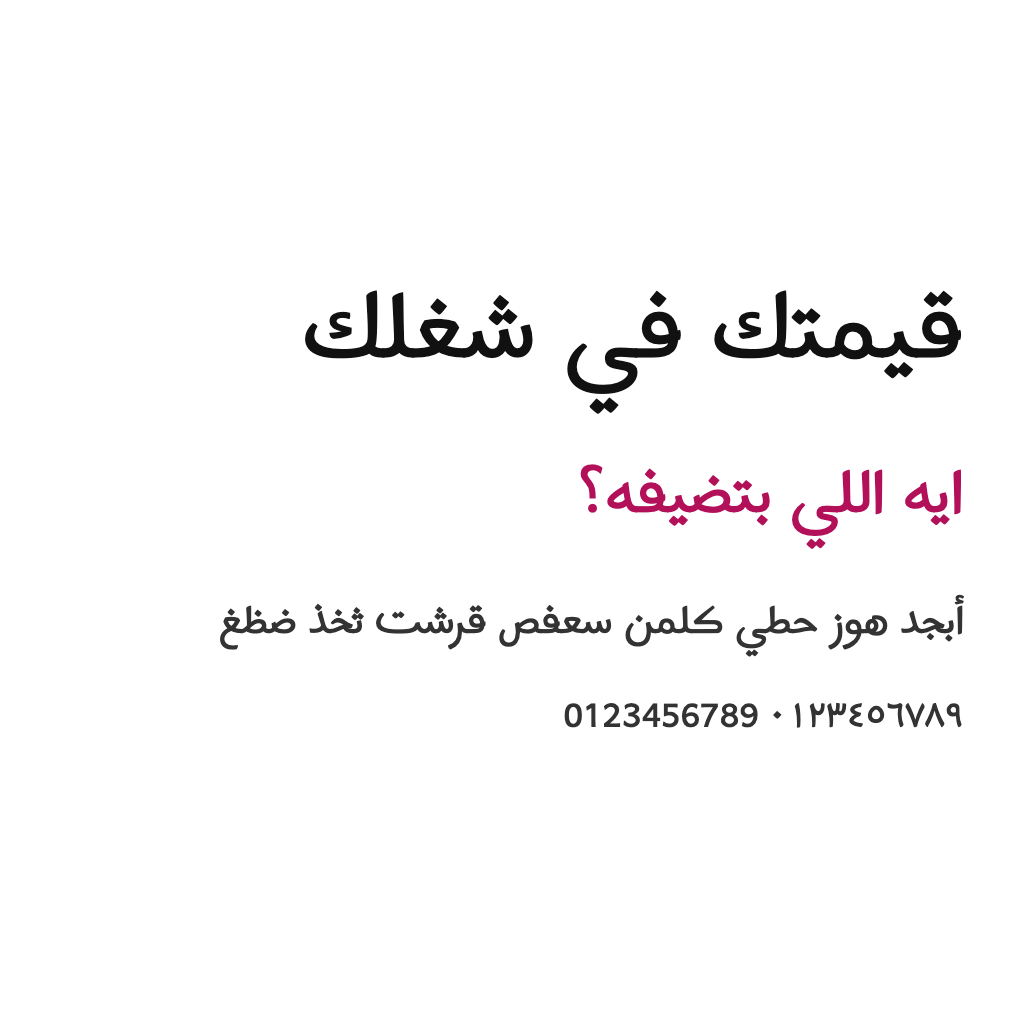 قيمتك في شغلك
ايه اللي بتضيفه؟
أبجد هوز حطي كلمن سعفص قرشت ثخذ ضظغ
٠١٢٣٤٥٦٧٨٩ 0123456789